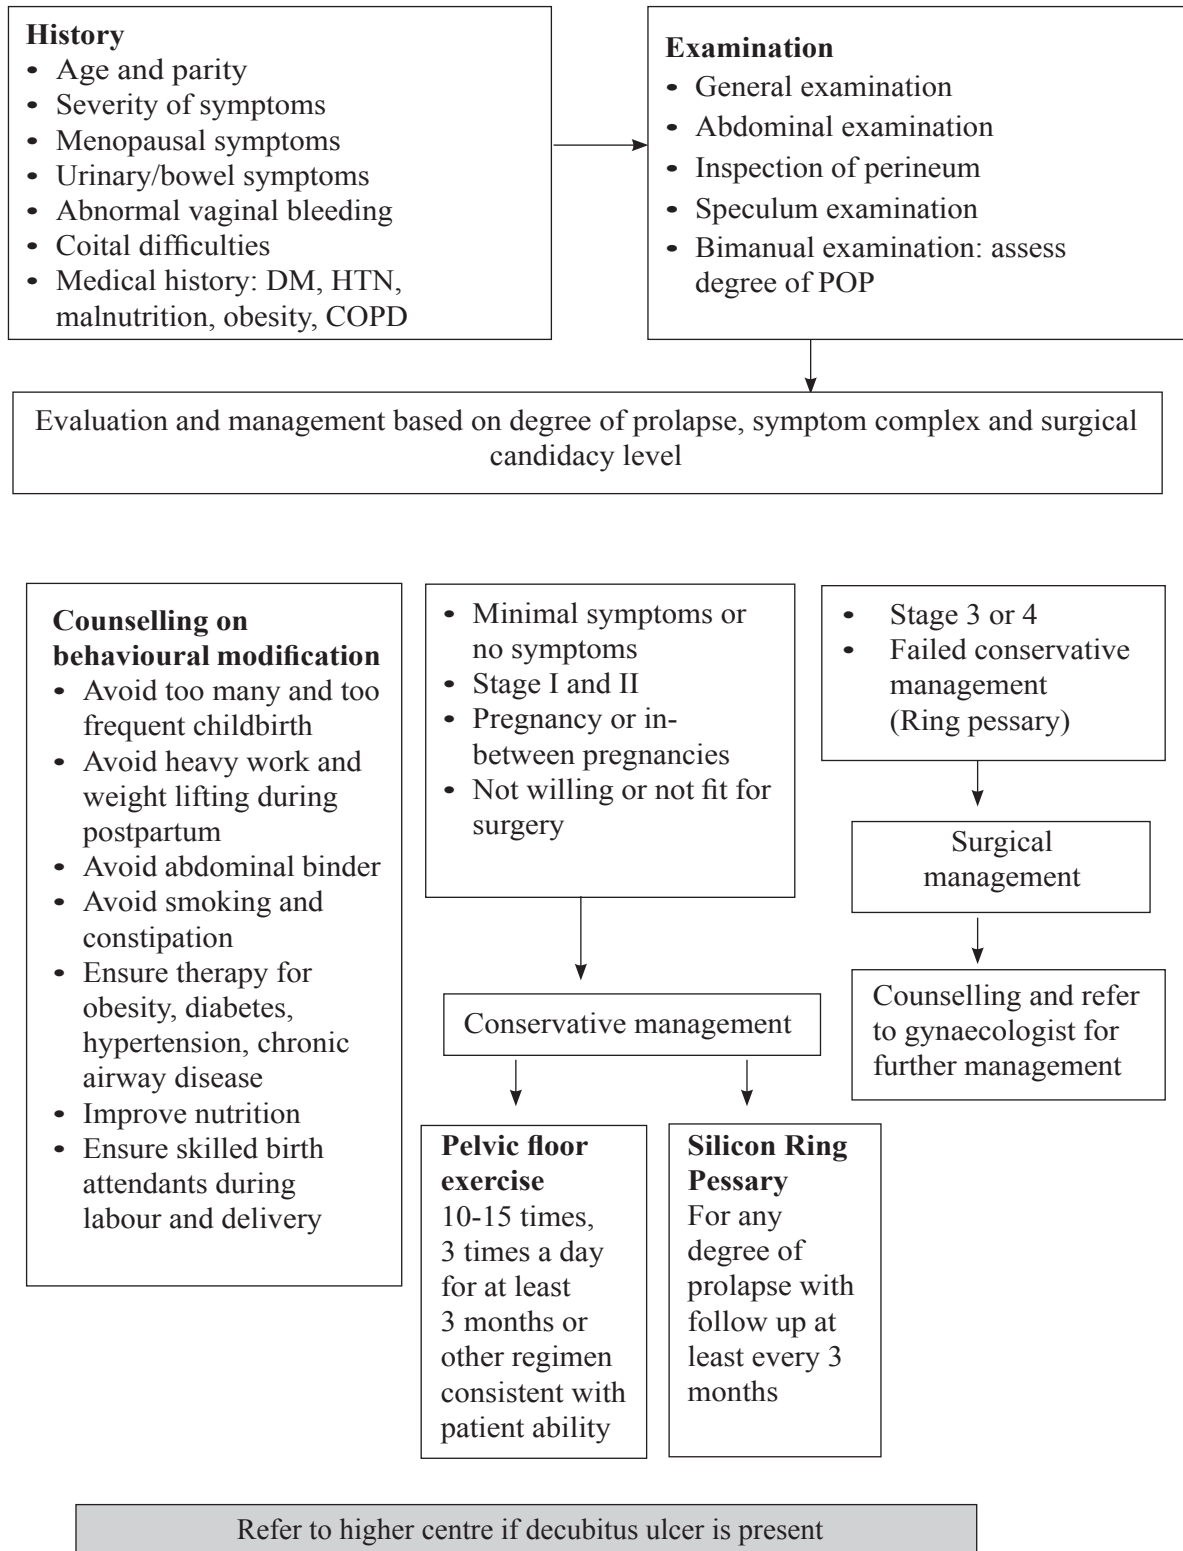 History
• Age and parity
• Severity of symptoms
• Menopausal symptoms
• Urinary/bowel symptoms
• Abnormal vaginal bleeding
• Coital difficulties
• Medical history: DM, HTN,
malnutrition, obesity, COPD
Examination
• General examination
• Abdominal examination
• Inspection of perineum
• Speculum examination
• Bimanual examination: assess
degree of POP
Evaluation and management based on degree of prolapse, symptom complex and surgical
candidacy level
Counselling on
behavioural modification
• Avoid too many and too
frequent childbirth
• Avoid heavy work and
weight lifting during
postpartum
• Avoid abdominal binder
• Avoid smoking and
constipation
• Ensure therapy for
obesity, diabetes,
hypertension, chronic
airway disease
• Improve nutrition
• Ensure skilled birth
attendants during
labour and delivery
• Minimal symptoms or
no symptoms
• Stage I and II
• Pregnancy or in-
between pregnancies
• Not willing or not fit for
surgery
Conservative management
Pelvic floor
exercise
10-15 times,
3 times a day
for at least
3 months or
other regimen
consistent with
patient ability
Silicon Ring
Pessary
For any
degree of
prolapse with
follow up at
least every 3
months
• Stage 3 or 4
• Failed conservative
management
(Ring pessary)
Surgical
management
Counselling and refer
to gynaecologist for
further management
Refer to higher centre if decubitus ulcer is present